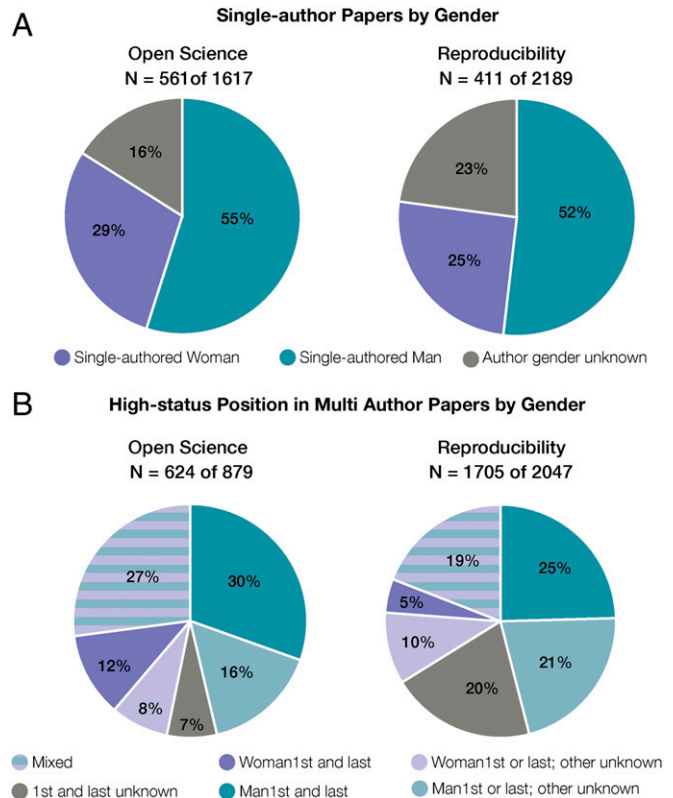 A
Single-author Papers by Gender
Open Science
N = 561of 1617
Reproducibility
N = 411 of 2189
16%
29%
55%
23%
25%
52%
Single-authored Woman
Single-authored Man
Author gender unknown
B
High-status Position in Multi Author Papers by Gender
Open Science
N = 624 of 879
Reproducibility
N = 1705 of 2047
27%
30%
12%
16%
8%
7%
19%
25%
5%
10%
21%
20%
Mixed
Woman1st and last
Woman1st or last; other unknown
1st and last unknown
Man1st and last
Man1st or last; other unknown